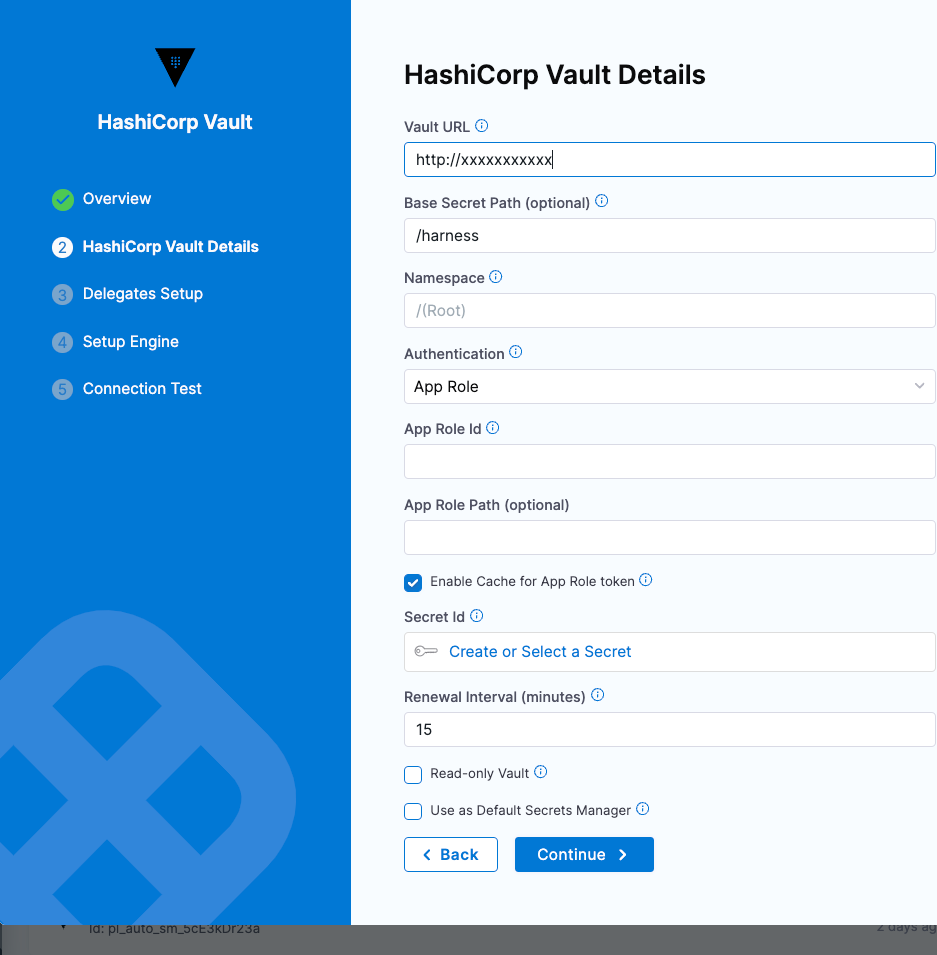 HashiCorp Vault
Overview
2 HashiCorp Vault Details
3 Delegates Setup
4 Setup Engine
5 Connection Test
HashiCorp Vault Details
Vault URL
http://xxxxxxxxxxx
Base Secret Path (optional)
/harness
Namespace
/(Root)
Authentication
App Role
App Role Id
App Role Path (optional)
Enable Cache for App Role token
Secret Id
Create or Select a Secret
Renewal Interval (minutes)
15
Read-only Vault
Use as Default Secrets Manager
Back
Continue
Id: pl_auto_sm_5cE3kDr23a
2 days ag